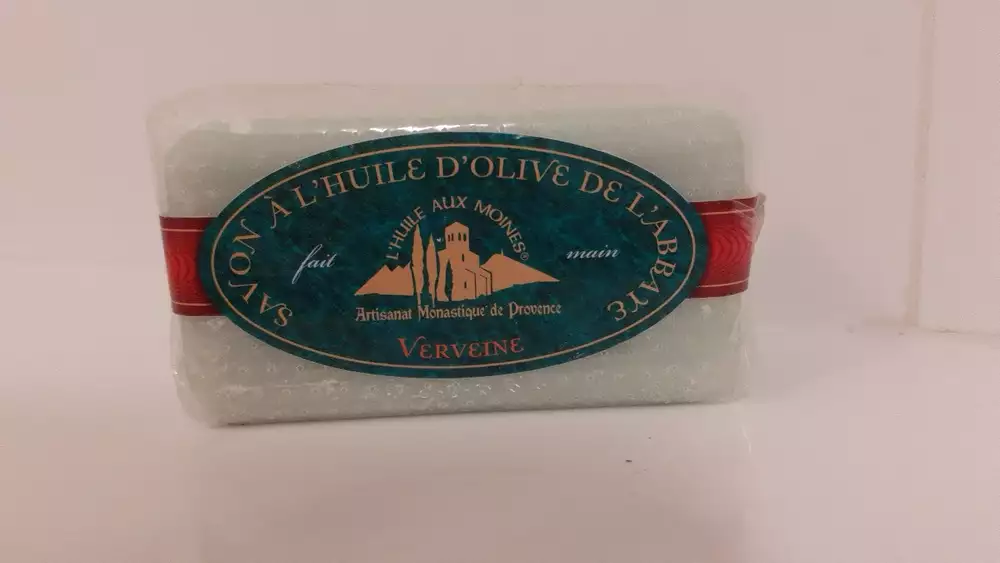 SAVON À L'HUILE D'OLIVE DE L'ABBAYE
L'HUILE AUX MOINES®
fait main
Artisanat Monastique de Provence
VERVEINE